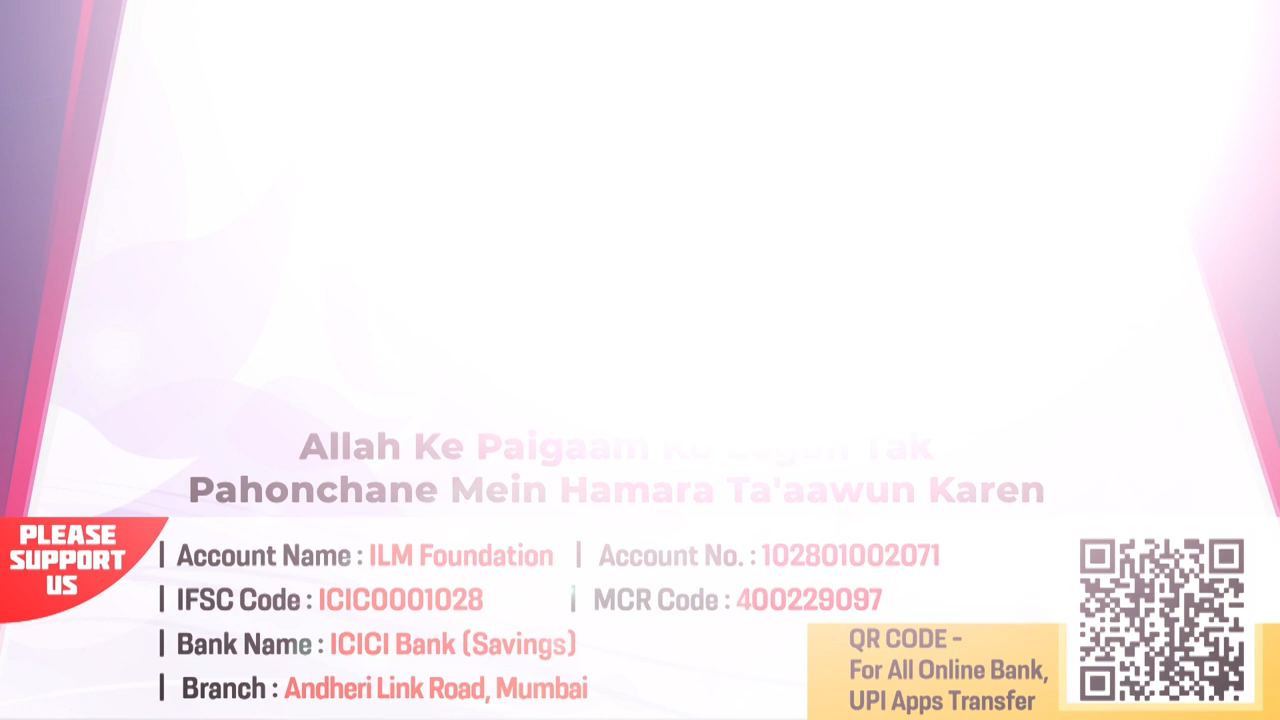 Allah Ke Paigaam Ko Logon Tak
Pahonchane Mein Hamara Ta'aawun Karen
PLEASE
SUPPORT
US
| Account Name : ILM Foundation | Account No. : 102801002071
| IFSC Code : ICIC0001028 | MCR Code : 400229097
| Bank Name : ICICI Bank (Savings)
| Branch : Andheri Link Road, Mumbai
QR CODE -
For All Online Bank,
UPI Apps Transfer